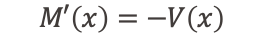 M′(x) = −V(x)